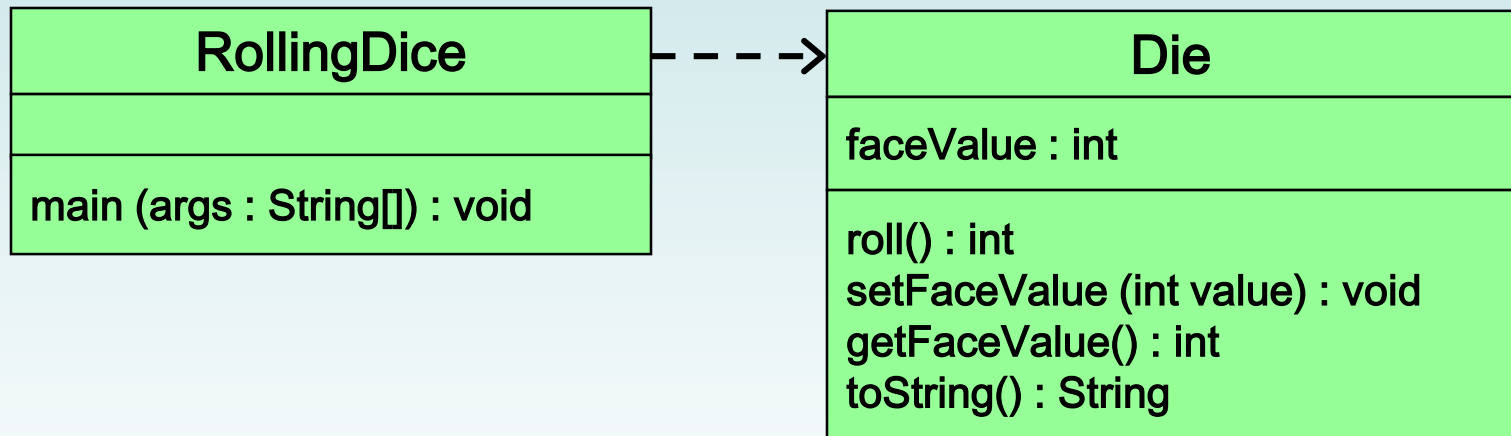 RollingDice
main (args : String[]) : void
Die
faceValue : int
roll() : int
setFaceValue (int value) : void
getFaceValue() : int
toString() : String